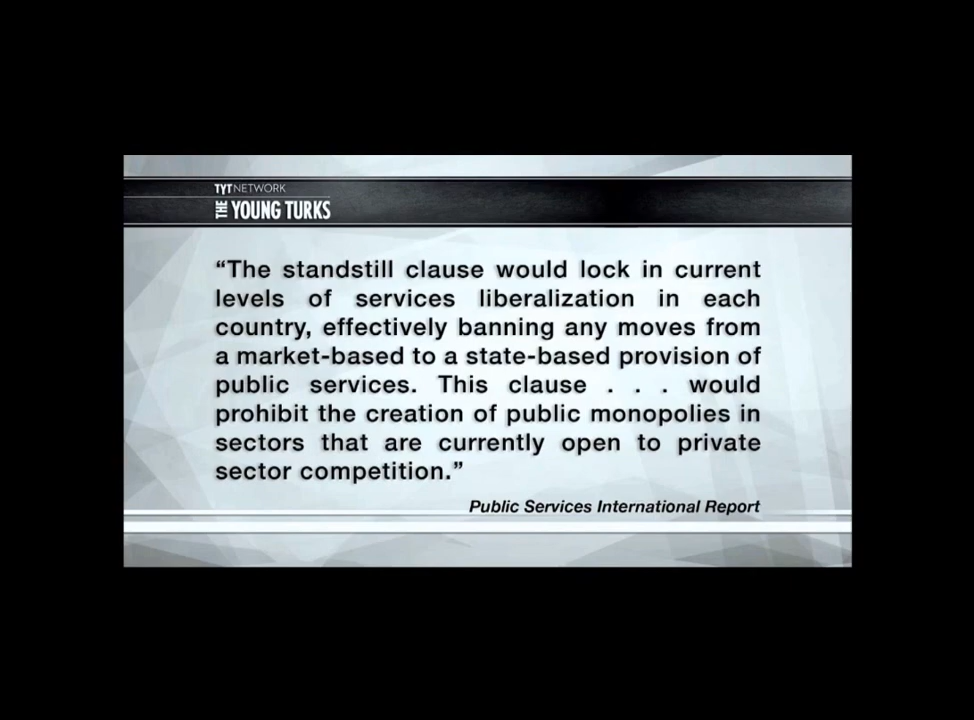 TYTNETWORK
THE YOUNG TURKS
“The standstill clause would lock in current
levels of services liberalization in each
country, effectively banning any moves from
a market-based to a state-based provision of
public services. This clause . . . would
prohibit the creation of public monopolies in
sectors that are currently open to private
sector competition.”
Public Services International Report